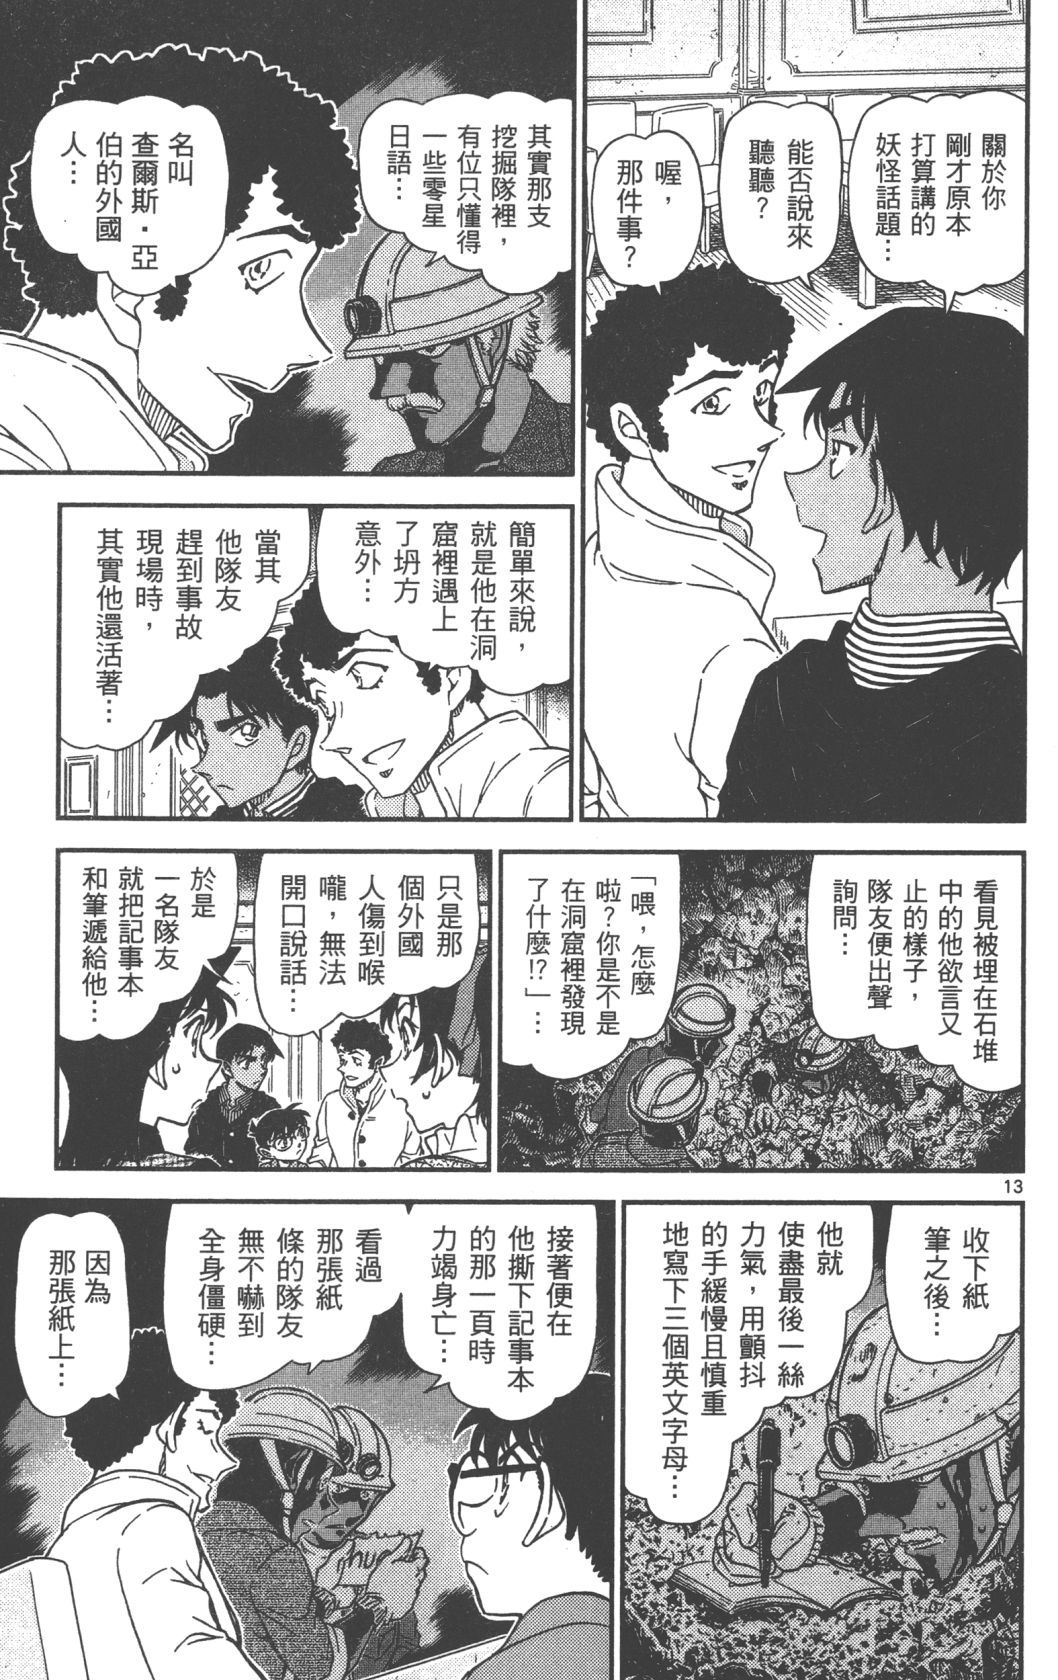 關於你
剛才原本
打算講的
妖怪話題…
能否說來
聽聽？
喔，
那件事？
其實那支
挖掘隊裡，
有位只懂得
一些零星
日語…
名叫
查爾斯·亞
伯的外國
人…
簡單來說，
就是他在洞
窟裡遇上
了坍方
意外…
當其
他隊友
趕到事故
現場時，
其實他還活著…
看見被埋在石堆
中的他欲言又
止的樣子，
隊友便出聲
詢問…
「喂，怎麼
啦？你是不是
在洞窟裡發現
了什麼!?」…
只是那
個外國
人傷到喉
嚨，無法
開口說話…
於是
一名隊友
就把記事本
和筆遞給他…
13
收下紙
筆之後…
他就
使盡最後一絲
力氣，用顫抖
的手緩慢且慎重
地寫下三個英文字母…
接著便在
他撕下記事本
的那一頁時
力竭身亡…
看過
那張紙
條的隊友
無不嚇到
全身僵硬…
因為
那張紙上…